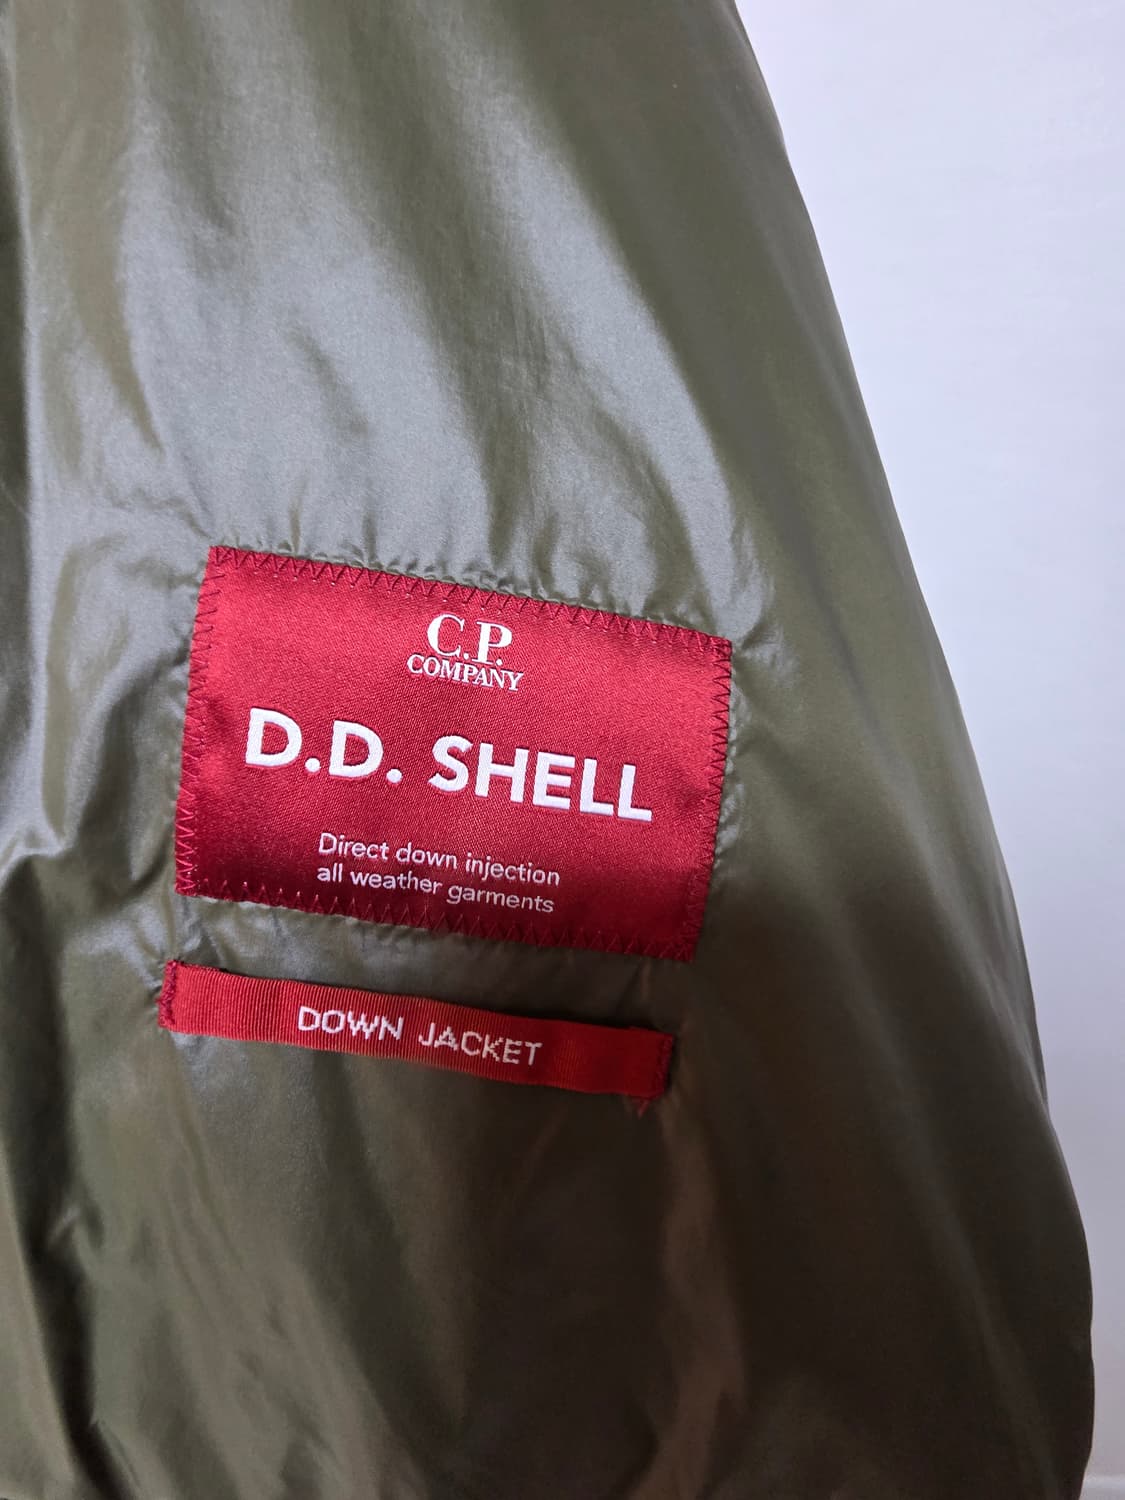 C.P.
COMPANY
D.D. SHELL
Direct down injection
all weather garments
DOWN JACKET